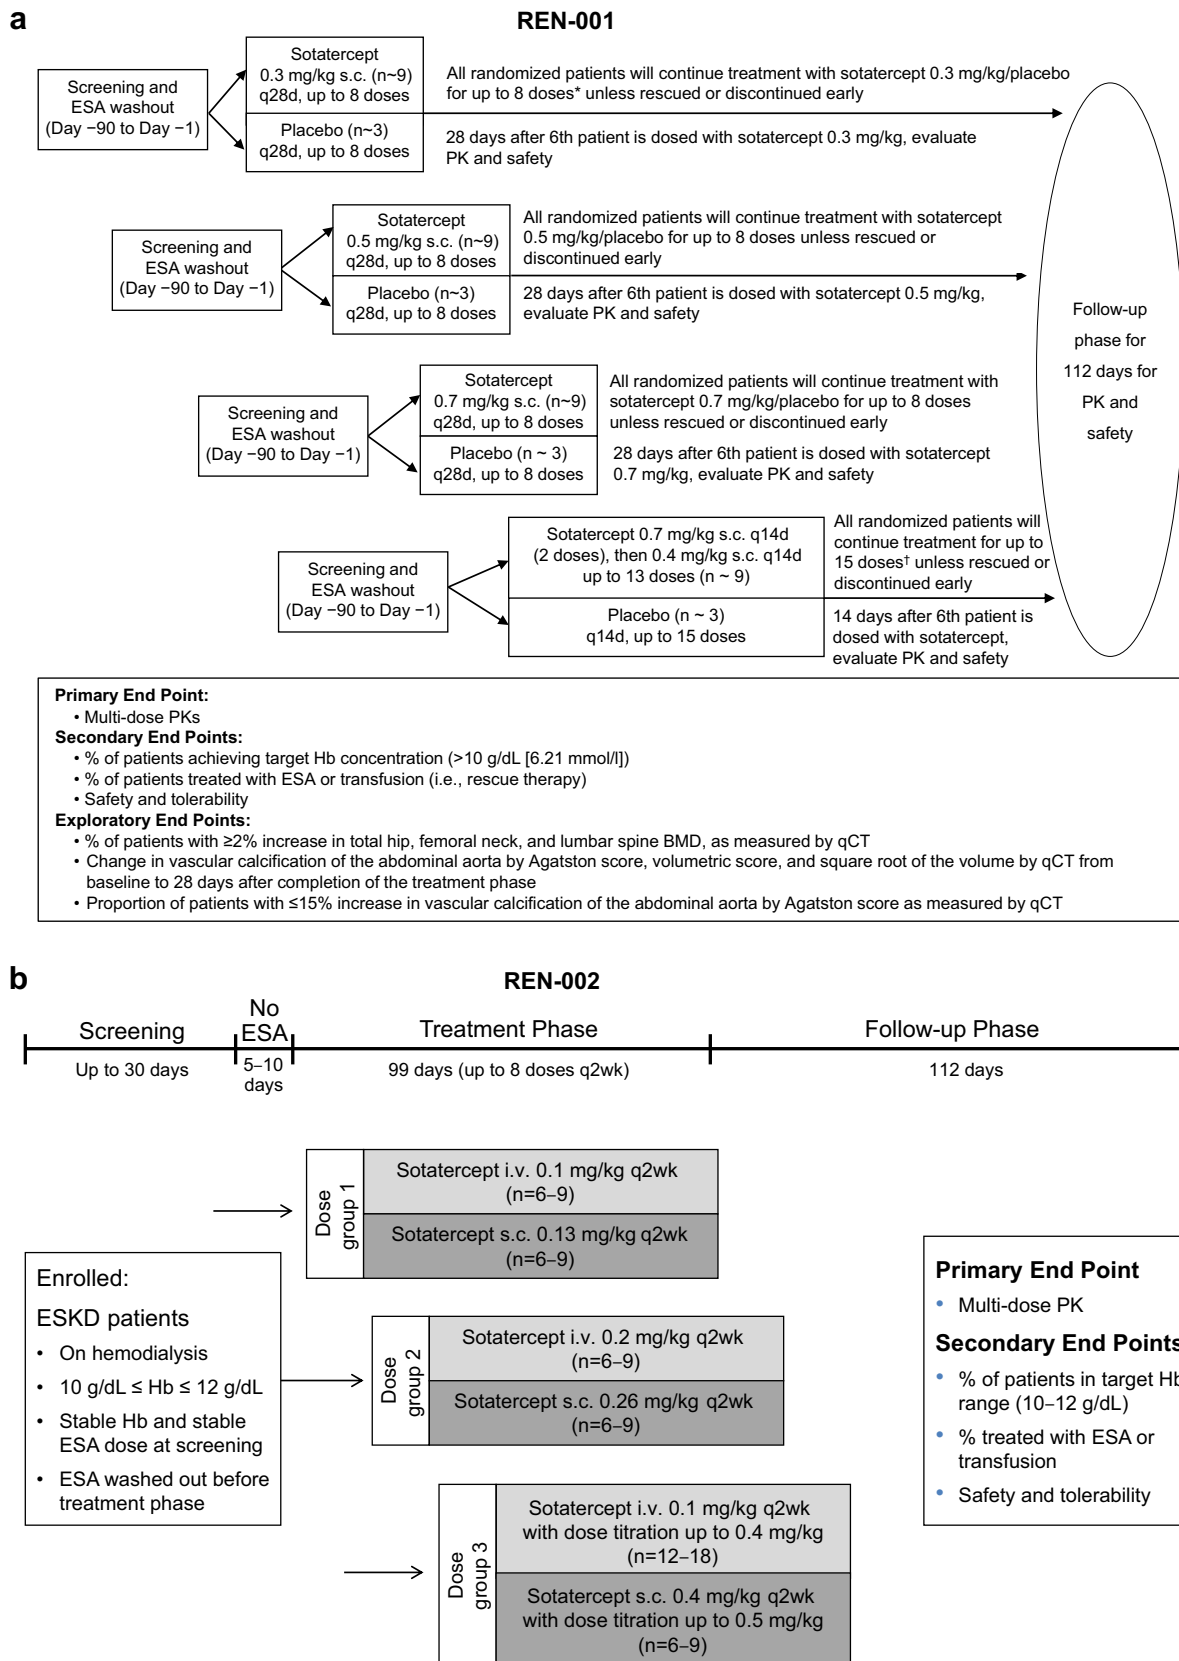 a
REN-001
Screening and
ESA washout
(Day −90 to Day −1)
Sotatercept
0.3 mg/kg s.c. (n~9)
q28d, up to 8 doses
Placebo (n~3)
q28d, up to 8 doses
All randomized patients will continue treatment with sotatercept 0.3 mg/kg/placebo
for up to 8 doses* unless rescued or discontinued early
28 days after 6th patient is dosed with sotatercept 0.3 mg/kg, evaluate
PK and safety
Screening and
ESA washout
(Day −90 to Day −1)
Sotatercept
0.5 mg/kg s.c. (n~9)
q28d, up to 8 doses
Placebo (n~3)
q28d, up to 8 doses
All randomized patients will continue treatment with sotatercept
0.5 mg/kg/placebo for up to 8 doses unless rescued or
discontinued early
28 days after 6th patient is dosed with sotatercept 0.5 mg/kg,
evaluate PK and safety
Screening and
ESA washout
(Day −90 to Day −1)
Sotatercept
0.7 mg/kg s.c. (n~9)
q28d, up to 8 doses
Placebo (n ~ 3)
q28d, up to 8 doses
All randomized patients will continue treatment with
sotatercept 0.7 mg/kg/placebo for up to 8 doses
unless rescued or discontinued early
28 days after 6th patient is dosed with sotatercept
0.7 mg/kg, evaluate PK and safety
Screening and
ESA washout
(Day −90 to Day −1)
Sotatercept 0.7 mg/kg s.c. q14d
(2 doses), then 0.4 mg/kg s.c. q14d
up to 13 doses (n ~ 9)
Placebo (n ~ 3)
q14d, up to 15 doses
All randomized patients will
continue treatment for up to
15 doses† unless rescued or
discontinued early
14 days after 6th patient is
dosed with sotatercept,
evaluate PK and safety
Follow-up
phase for
112 days for
PK and
safety
Primary End Point:
• Multi-dose PKs
Secondary End Points:
• % of patients achieving target Hb concentration (>10 g/dL [6.21 mmol/l])
• % of patients treated with ESA or transfusion (i.e., rescue therapy)
• Safety and tolerability
Exploratory End Points:
• % of patients with ≥2% increase in total hip, femoral neck, and lumbar spine BMD, as measured by qCT
• Change in vascular calcification of the abdominal aorta by Agatston score, volumetric score, and square root of the volume by qCT from
baseline to 28 days after completion of the treatment phase
• Proportion of patients with ≤15% increase in vascular calcification of the abdominal aorta by Agatston score as measured by qCT
b
REN-002
Screening
No
ESA
Treatment Phase
Follow-up Phase
Up to 30 days
5–10
days
99 days (up to 8 doses q2wk)
112 days
Dose
group 1
Sotatercept i.v. 0.1 mg/kg q2wk
(n=6–9)
Sotatercept s.c. 0.13 mg/kg q2wk
(n=6–9)
Enrolled:
ESKD patients
• On hemodialysis
• 10 g/dL ≤ Hb ≤ 12 g/dL
• Stable Hb and stable
ESA dose at screening
• ESA washed out before
treatment phase
Dose
group 2
Sotatercept i.v. 0.2 mg/kg q2wk
(n=6–9)
Sotatercept s.c. 0.26 mg/kg q2wk
(n=6–9)
Dose
group 3
Sotatercept i.v. 0.1 mg/kg q2wk
with dose titration up to 0.4 mg/kg
(n=12–18)
Sotatercept s.c. 0.4 mg/kg q2wk
with dose titration up to 0.5 mg/kg
(n=6–9)
Primary End Point
• Multi-dose PK
Secondary End Points
• % of patients in target Hb
range (10–12 g/dL)
• % treated with ESA or
transfusion
• Safety and tolerability